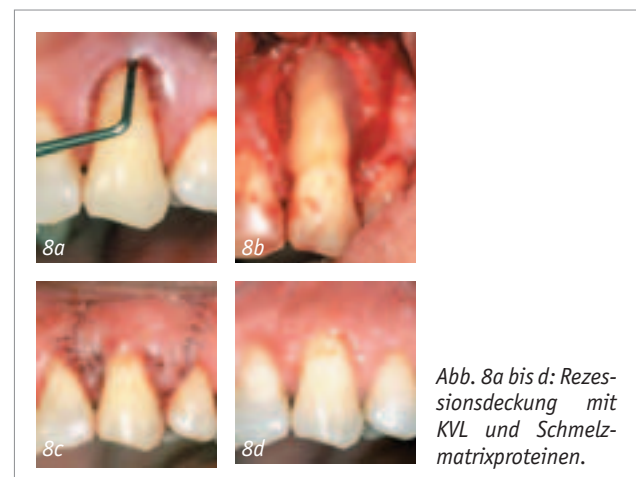 8a
8b
8c
8d
Abb. 8a bis d: Rezes-
sionsdeckung mit
KVL und Schmelz-
matrixproteinen.